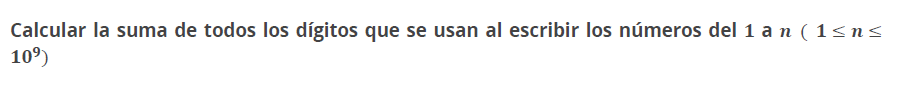 Calcular la suma de todos los dígitos que se usan al escribir los números del 1 a n ( 1 ≤ n ≤
10⁹)